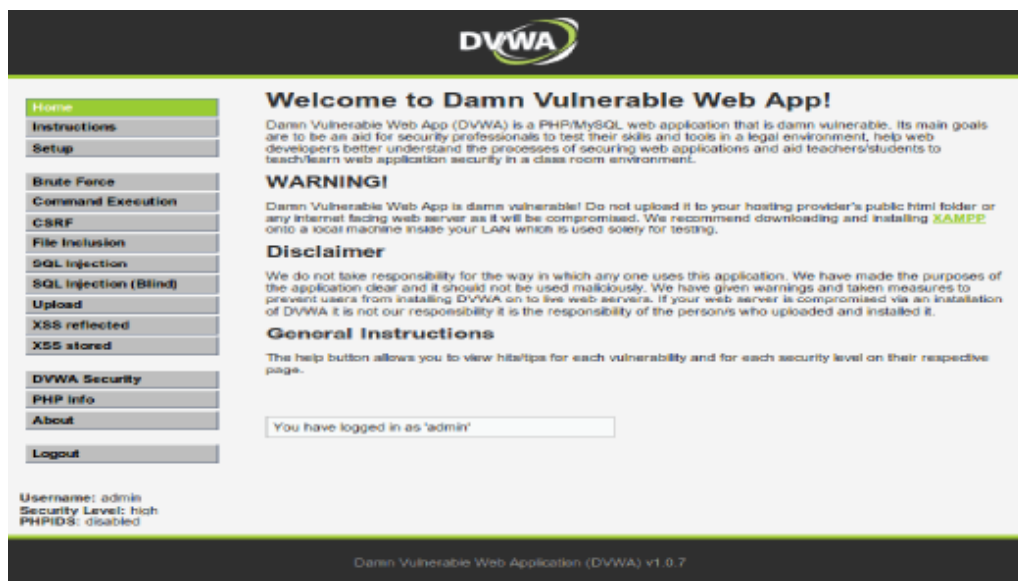 DVWA
Home
Instructions
Setup
Brute Force
Command Execution
CSRF
File Inclusion
SQL Injection
SQL Injection (Blind)
Upload
XSS reflected
XSS stored
DVWA Security
PHP Info
About
Logout
Username: admin
Security Level: high
PHPIDS: disabled
Welcome to Damn Vulnerable Web App!
Damn Vulnerable Web App (DVWA) is a PHP/MySQL web application that is damn vulnerable. Its main goals
are to be an aid for security professionals to test their skills and tools in a legal environment, help web
developers better understand the processes of securing web applications and aid teachers/students to
teach/learn web application security in a class room environment.
WARNING!
Damn Vulnerable Web App is damn vulnerable! Do not upload it to your hosting provider's public html folder or
any internet facing web server as it will be compromised. We recommend downloading and installing XAMPP
onto a local machine inside your LAN which is used solely for testing.
Disclaimer
We do not take responsibility for the way in which any one uses this application. We have made the purposes of
the application clear and it should not be used maliciously. We have given warnings and taken measures to
prevent users from installing DVWA on to live web servers. If your web server is compromised via an installation
of DVWA it is not our responsibility it is the responsibility of the person/s who uploaded and installed it.
General Instructions
The help button allows you to view hits/tips for each vulnerability and for each security level on their respective
page.
You have logged in as 'admin'
Damn Vulnerable Web Application (DVWA) v1.0.7